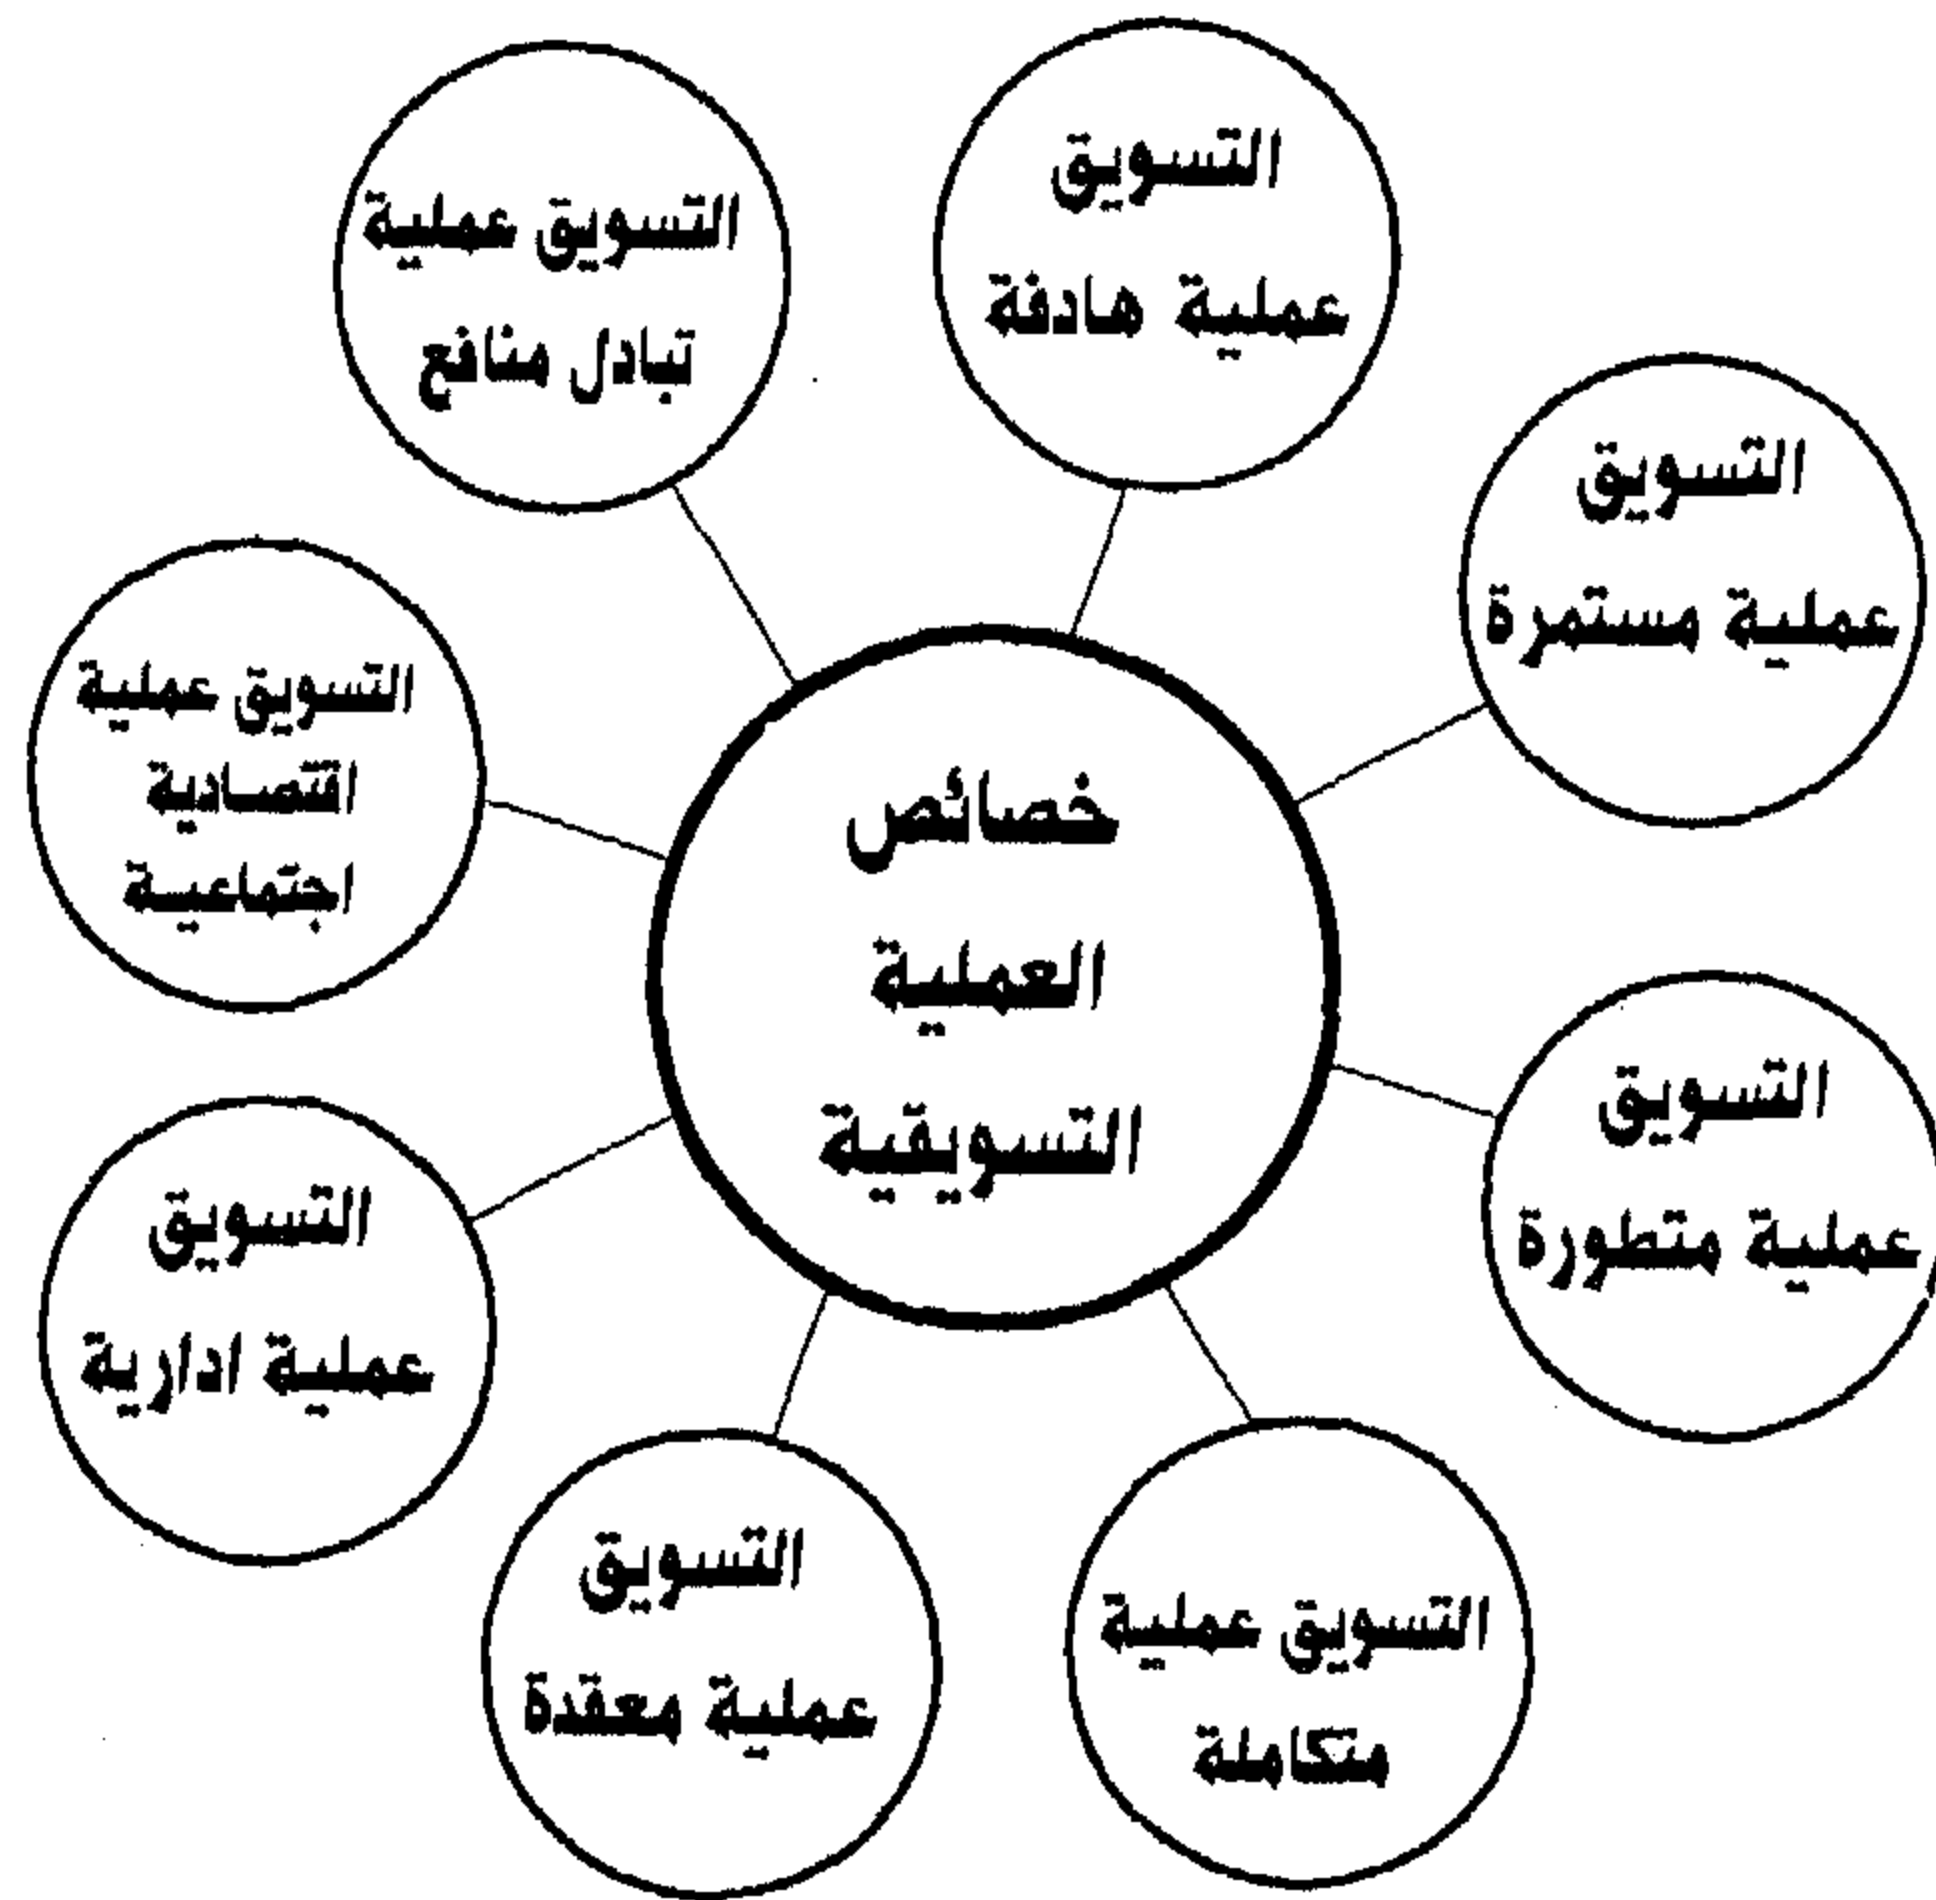 خصائص
العملية
التسويقية
التسويق
عملية هادفة
التسويق
عملية مستمرة
التسويق
عملية متطورة
التسويق عملية
متكاملة
التسويق
عملية معقدة
التسويق
عملية ادارية
التسويق عملية
اقتصادية
اجتماعية
التسويق عملية
تبادل منافع